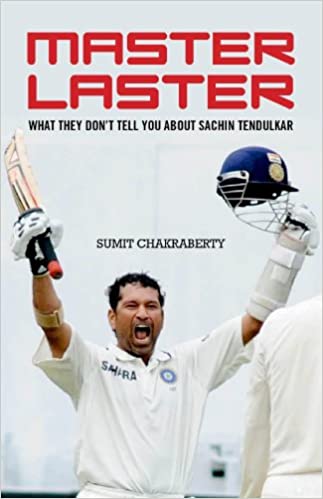 MASTER
LASTER
WHAT THEY DON'T TELL YOU ABOUT SACHIN TENDULKAR
SUMIT CHAKRABERTY
SAHARA